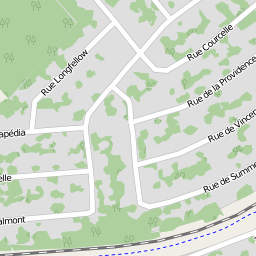 Rue Courcelle
Rue Longfellow
Rue de la Providence
apédia
Rue de Vincen
elle
Rue de Summe
almont